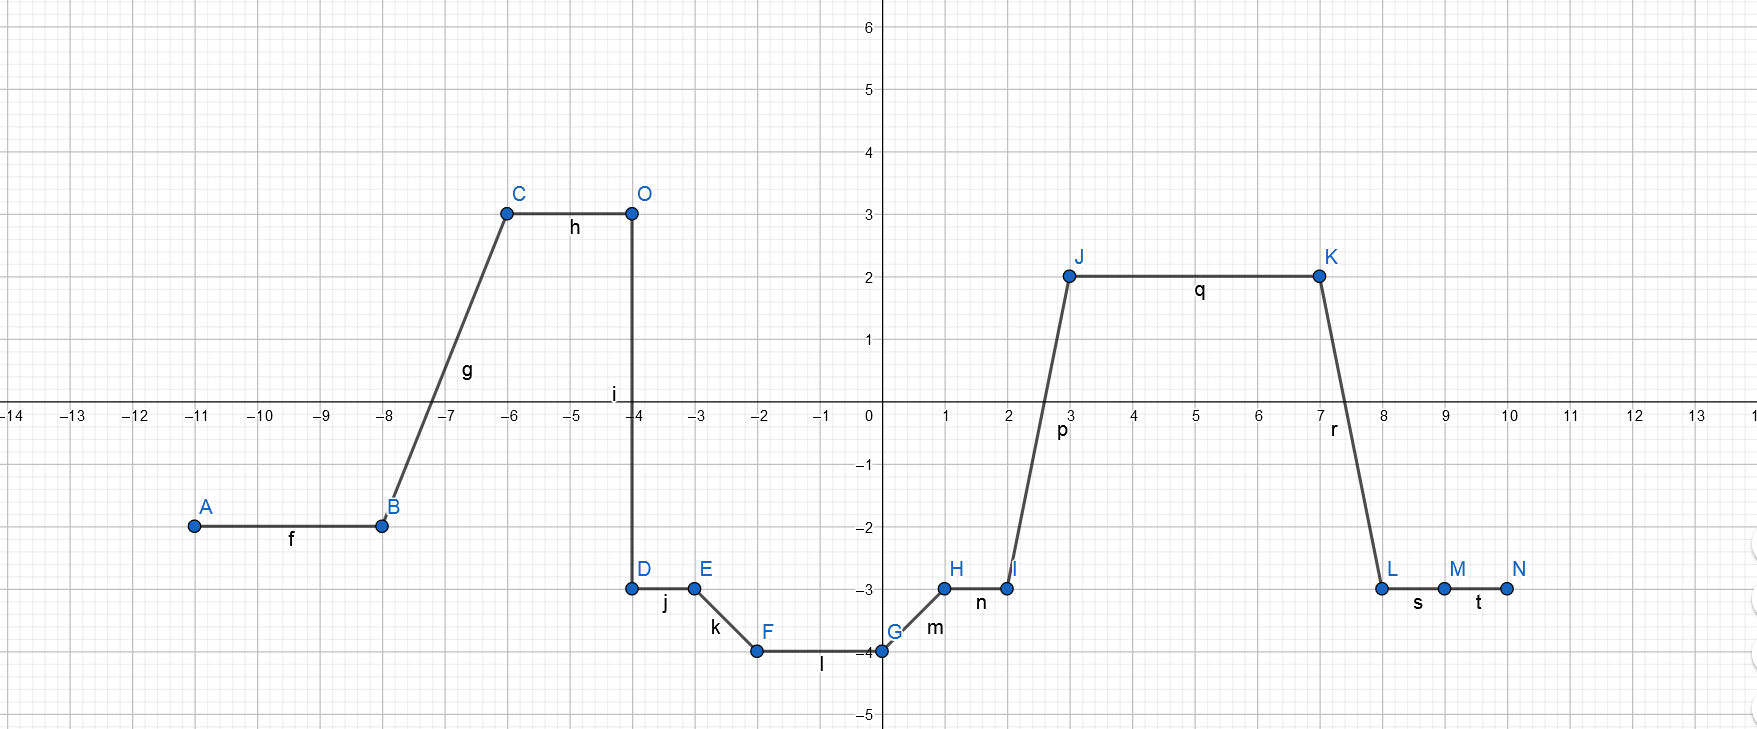 6
5
4
C O
3
h
J K
2
q
1
g
i
–14 –13 –12 –11 –10 –9 –8 –7 –6 –5 –4 –3 –2 –1 0 1 2 3 4 5 6 7 8 9 10 11 12 13 1
p r
–1
A B
–2
f
D E H I L M N
–3
j n s t
k F G m
–4
l
–5